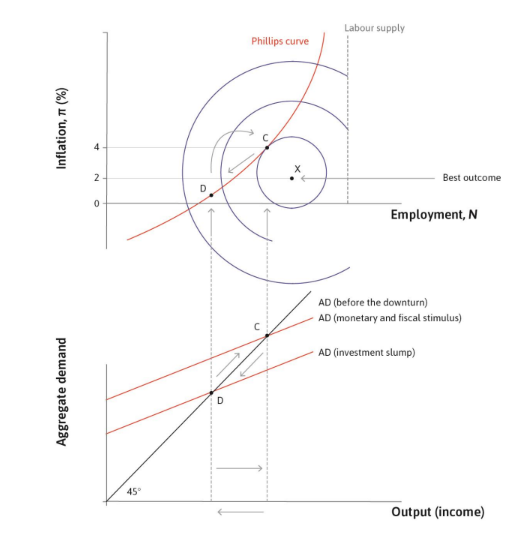 Labour supply
Phillips curve
Inflation, π (%)
4
2
0
C
X
D
Best outcome
Employment, N
AD (before the downturn)
AD (monetary and fiscal stimulus)
C
AD (investment slump)
Aggregate demand
D
45°
Output (income)